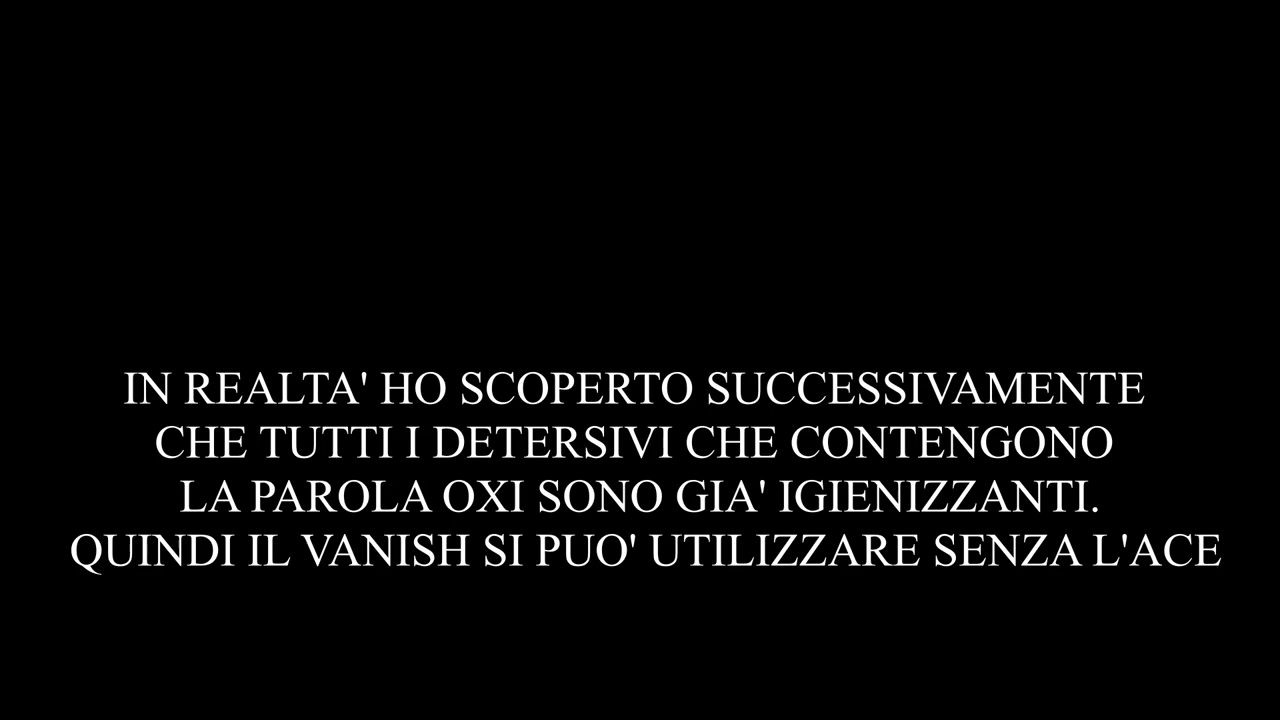 IN REALTA' HO SCOPERTO SUCCESSIVAMENTE
CHE TUTTI I DETERSIVI CHE CONTENGONO
LA PAROLA OXI SONO GIA' IGIENIZZANTI.
QUINDI IL VANISH SI PUO' UTILIZZARE SENZA L'ACE